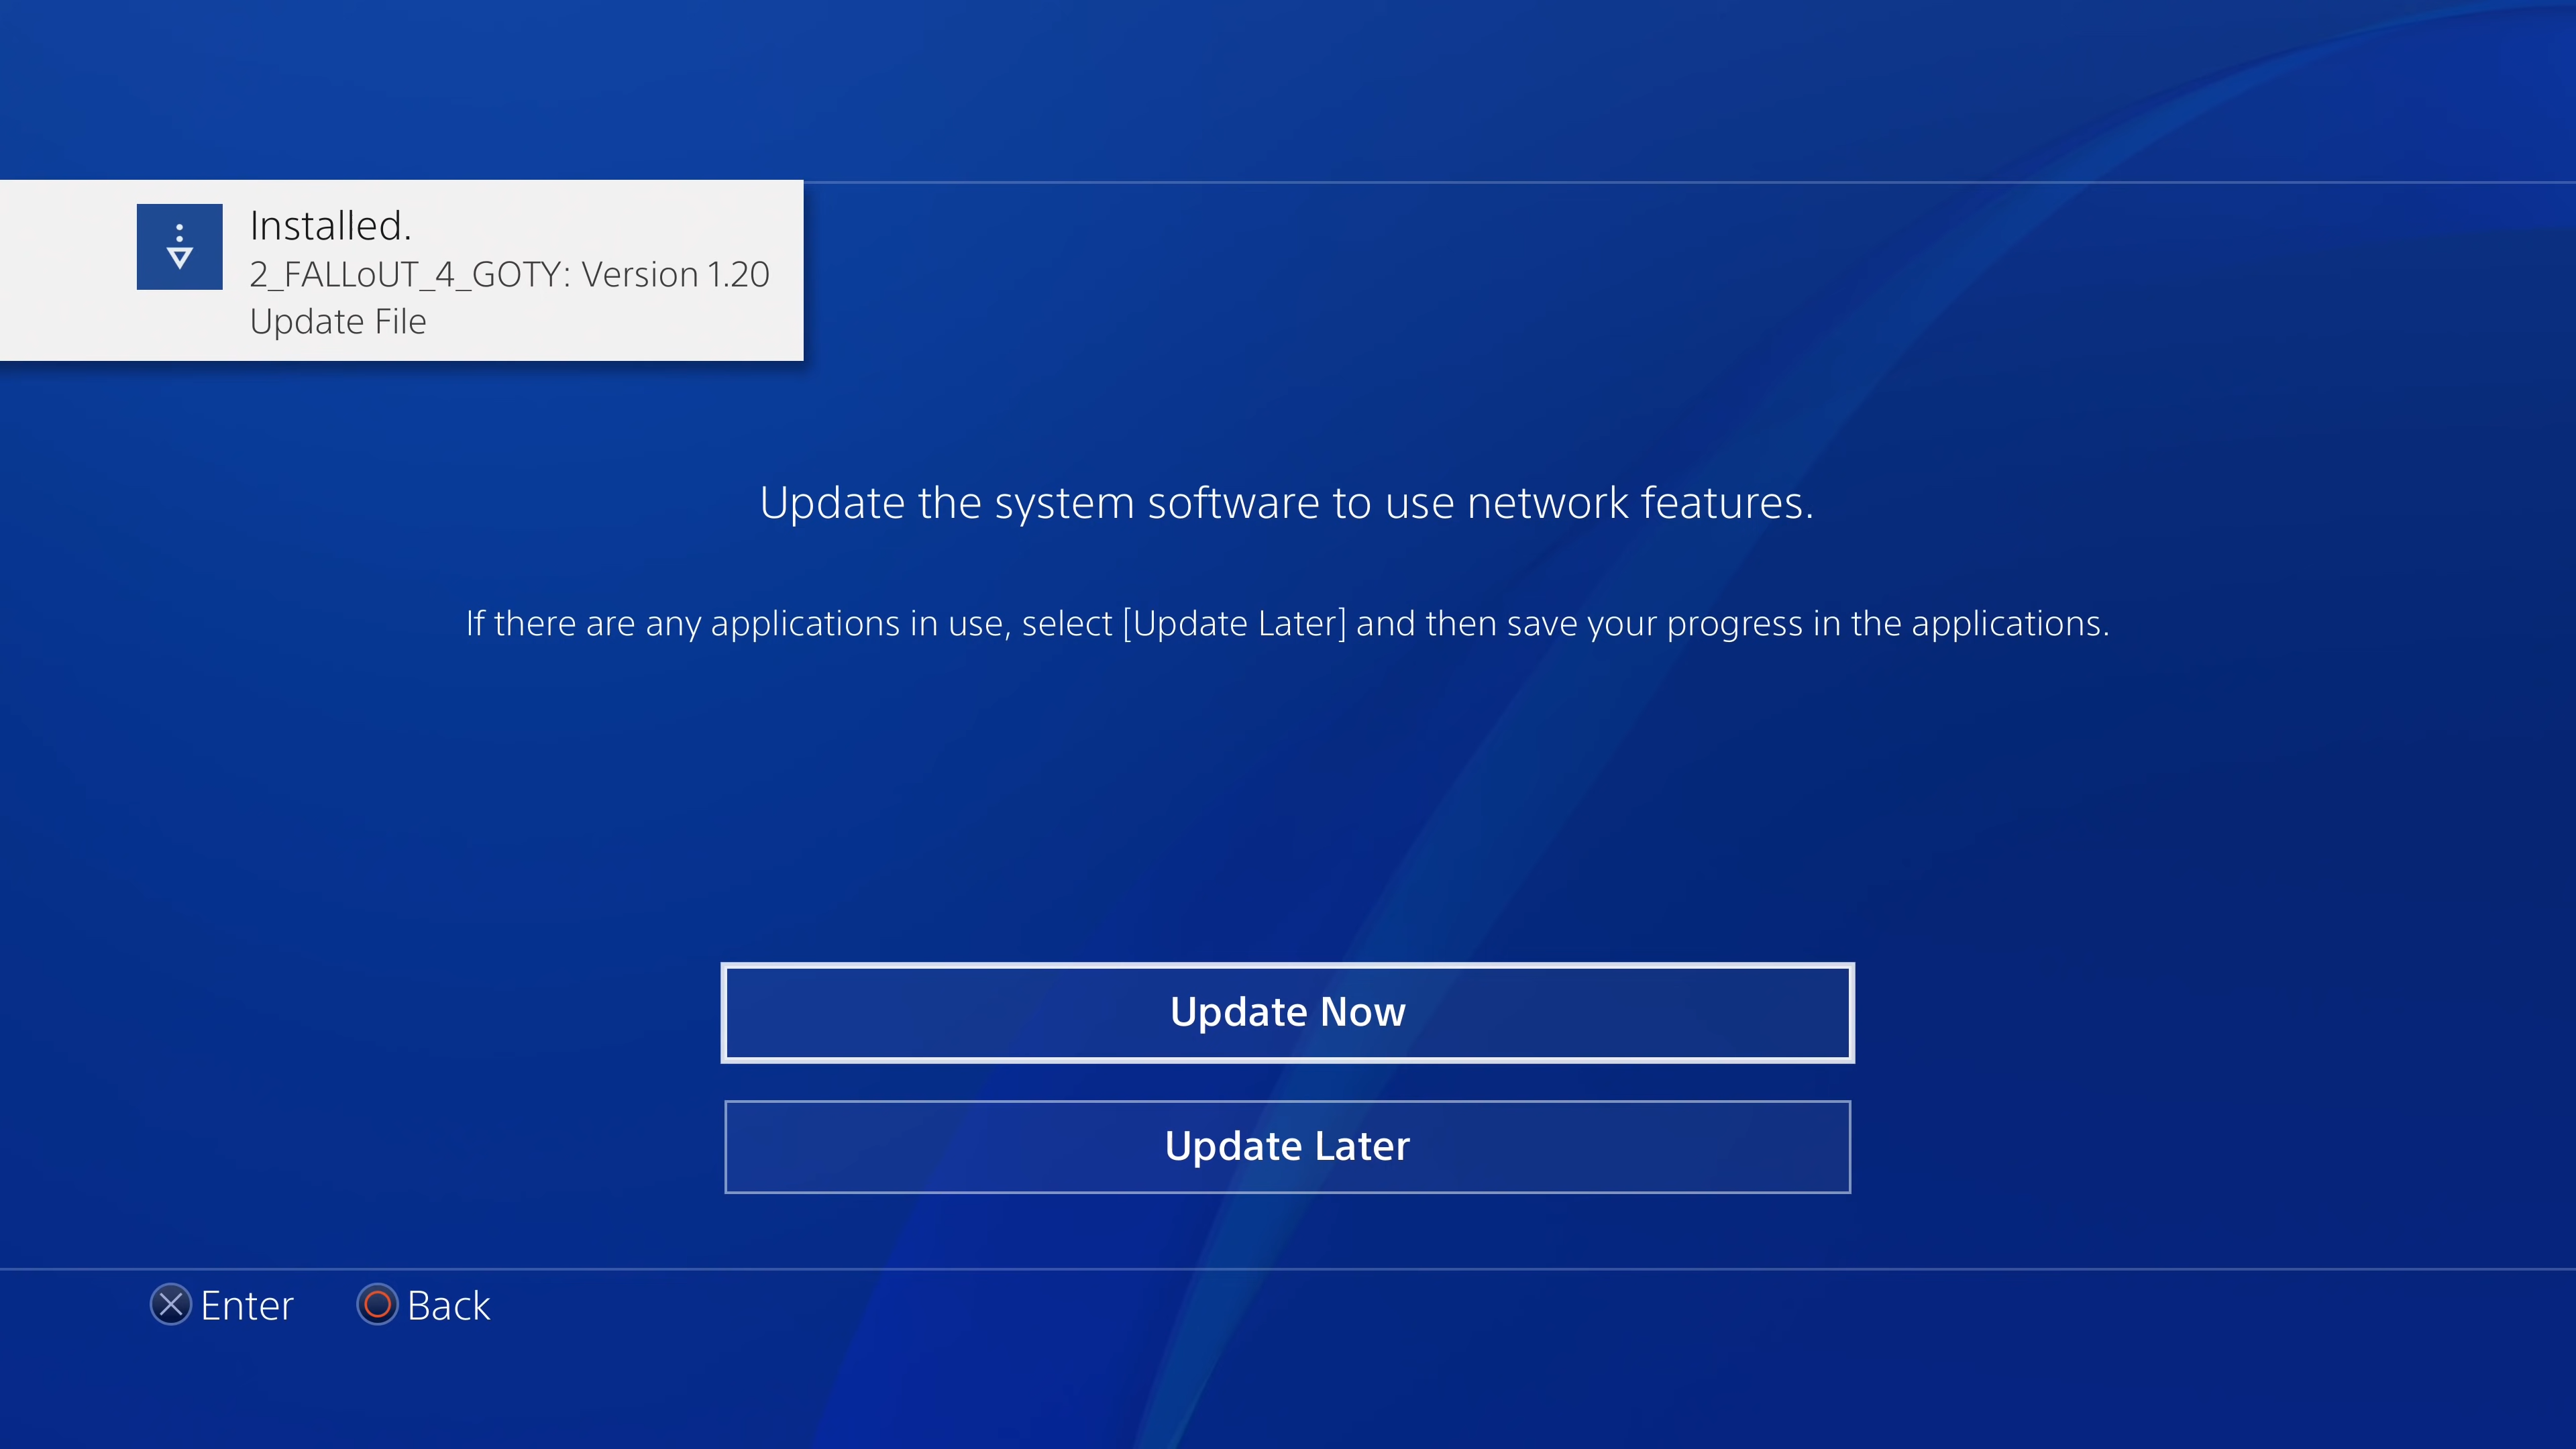 Installed.
2_FALLoUT_4_GOTY: Version 1.20
Update File
Update the system software to use network features.
If there are any applications in use, select [Update Later] and then save your progress in the applications.
Update Now
Update Later
Enter Back